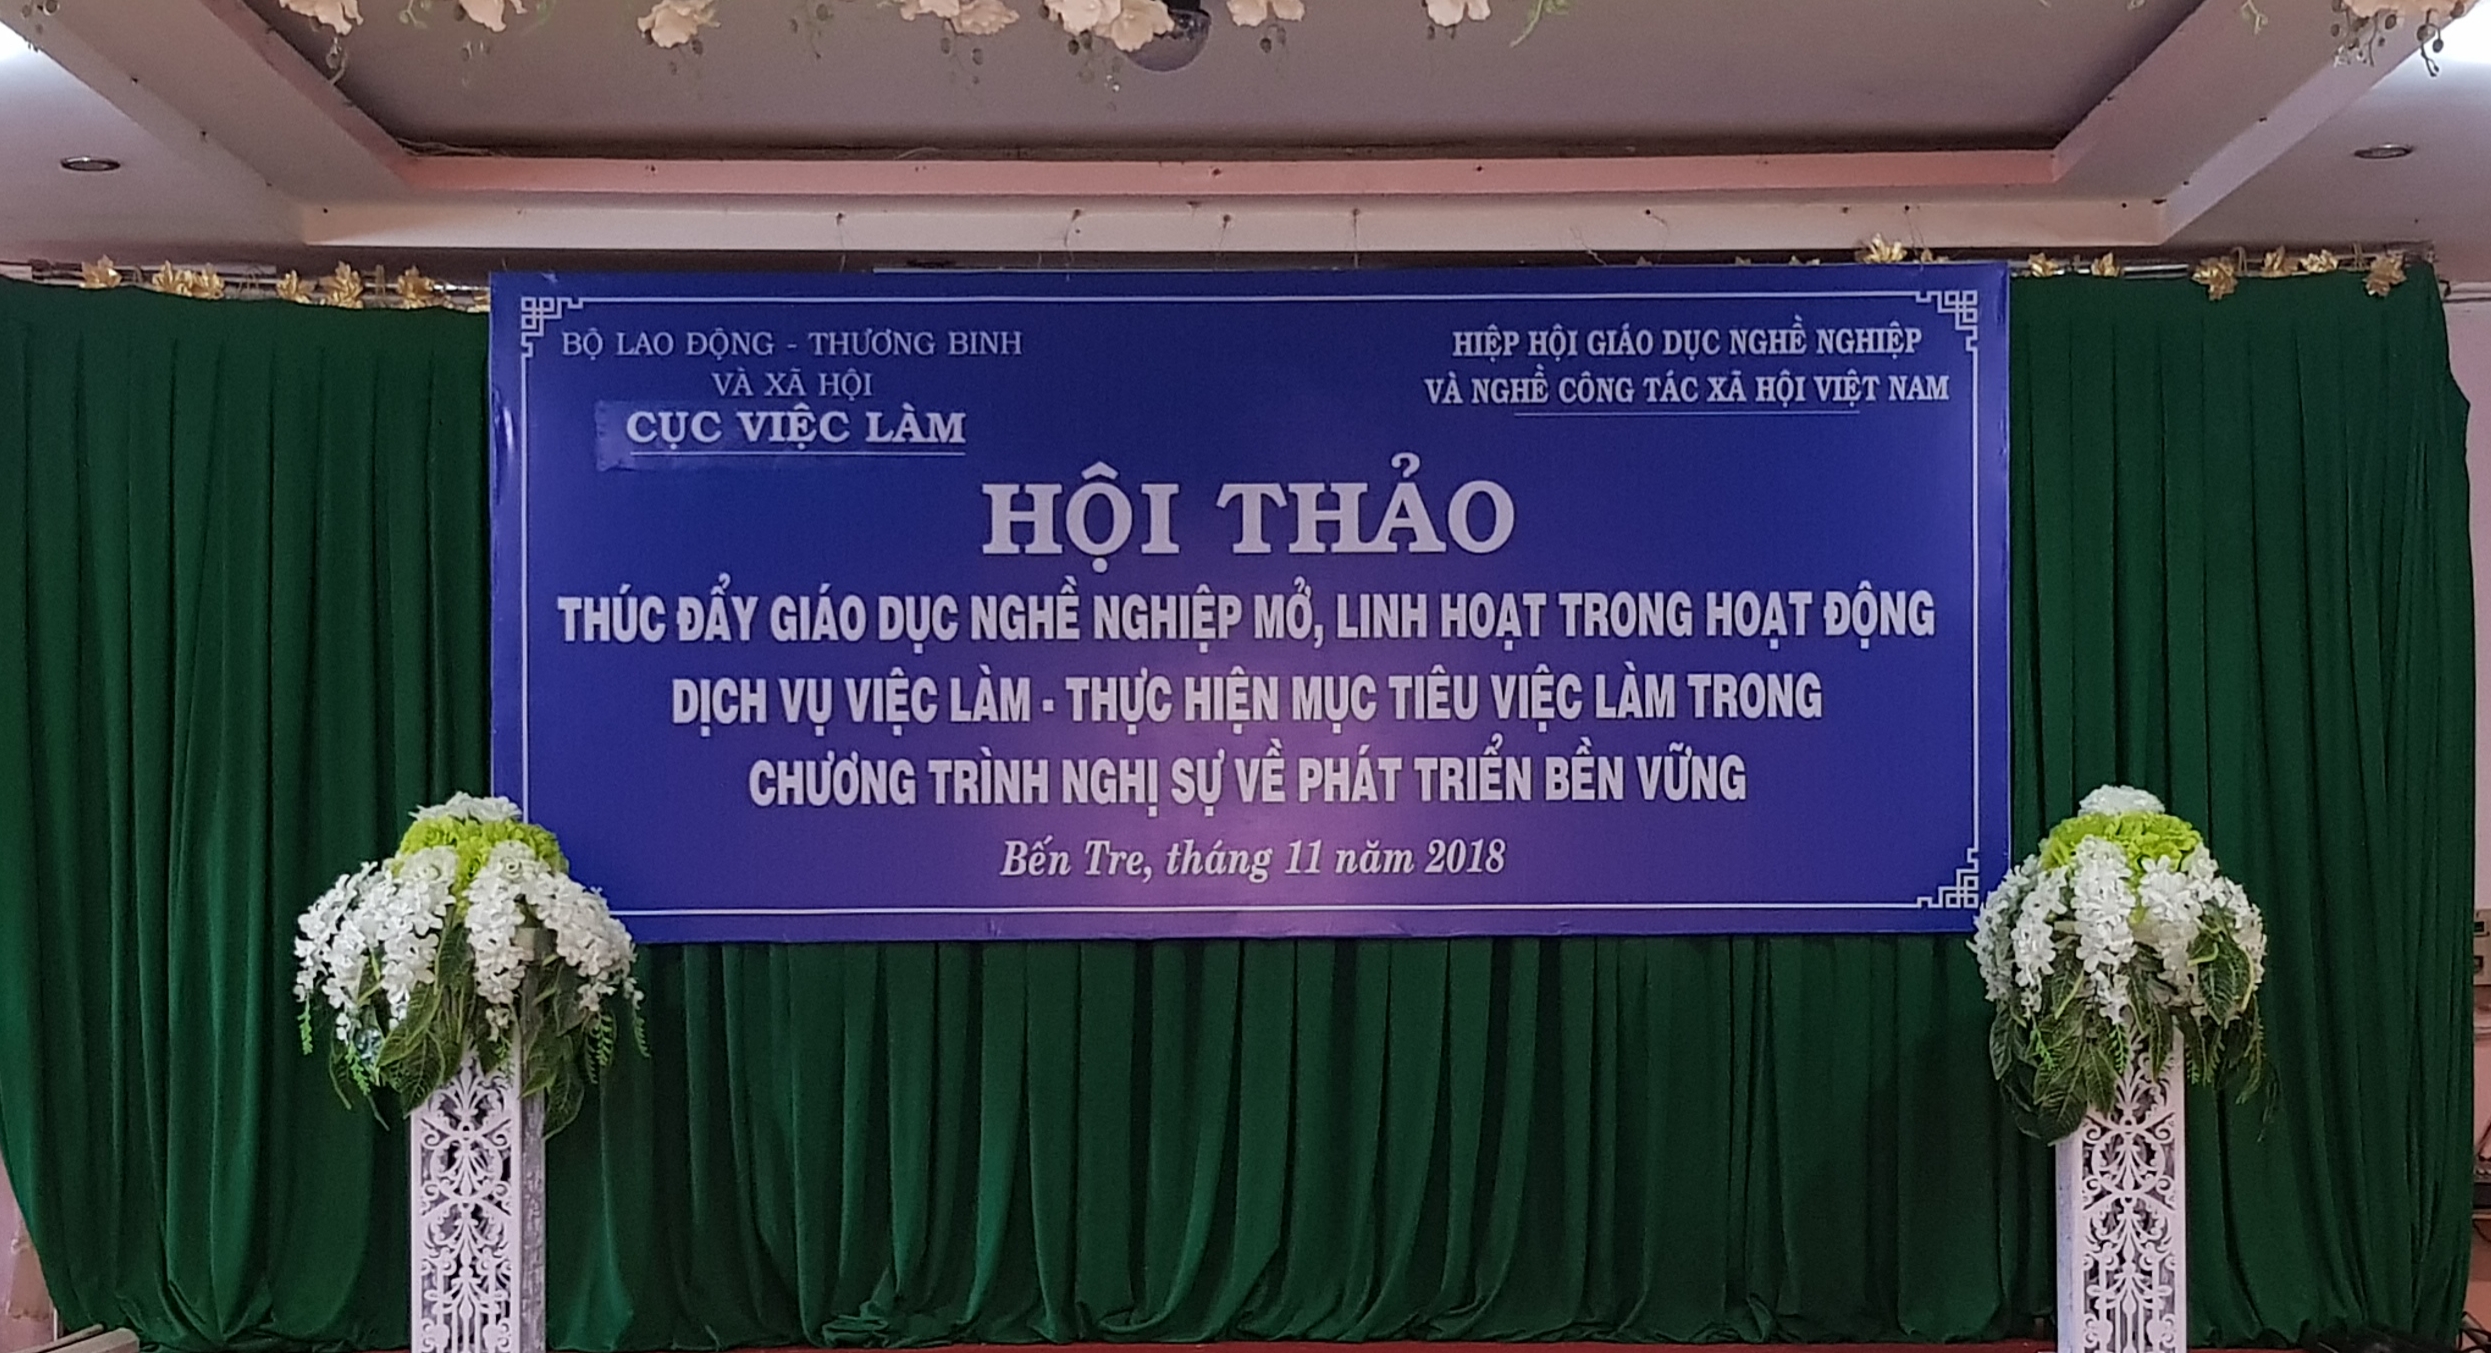 BỘ LAO ĐỘNG - THƯƠNG BINH
VÀ XÃ HỘI
CỤC VIỆC LÀM
HIỆP HỘI GIÁO DỤC NGHỀ NGHIỆP
VÀ NGHỀ CÔNG TÁC XÃ HỘI VIỆT NAM
HỘI THẢO
THÚC ĐẨY GIÁO DỤC NGHỀ NGHIỆP MỞ, LINH HOẠT TRONG HOẠT ĐỘNG
DỊCH VỤ VIỆC LÀM - THỰC HIỆN MỤC TIÊU VIỆC LÀM TRONG
CHƯƠNG TRÌNH NGHỊ SỰ VỀ PHÁT TRIỂN BỀN VỮNG
Bến Tre, tháng 11 năm 2018